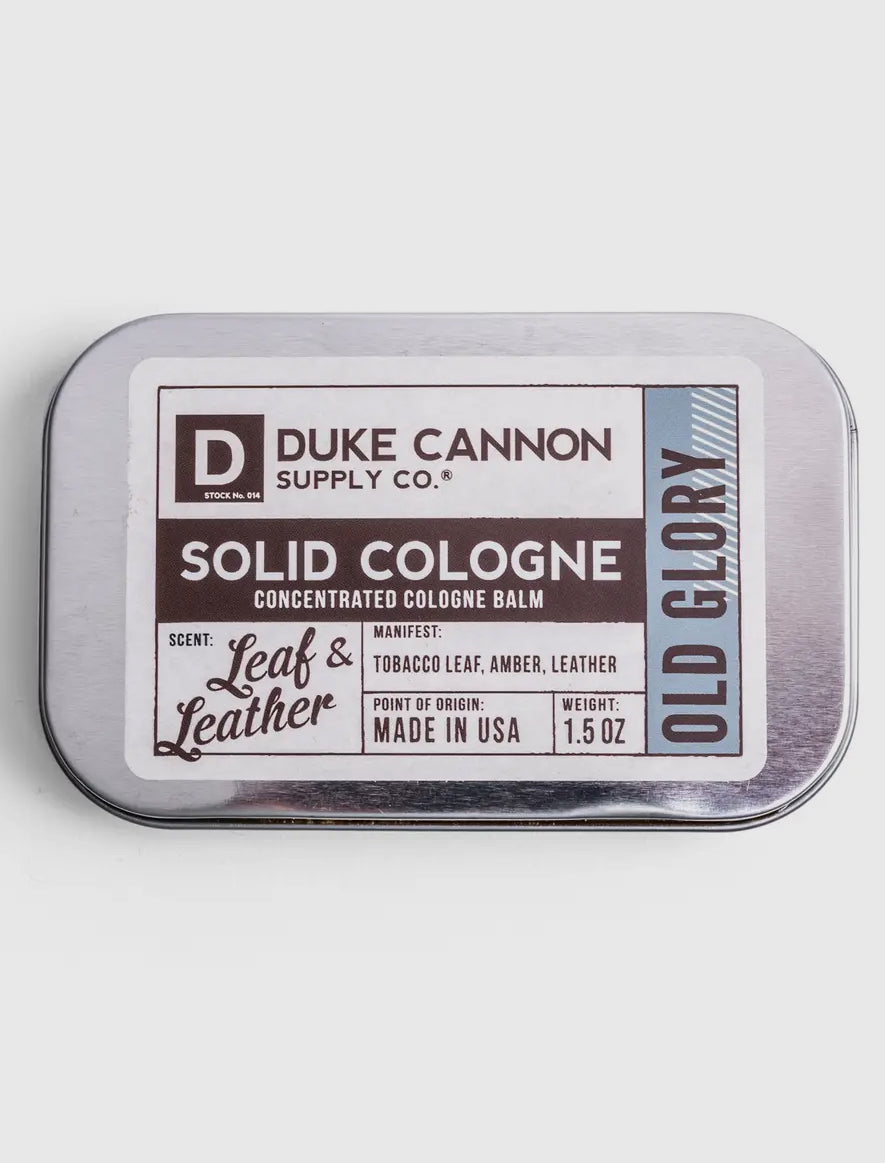 D
STOCK No. 014
DUKE CANNON
SUPPLY CO.®
SOLID COLOGNE
CONCENTRATED COLOGNE BALM
SCENT:
Leaf &
Leather
MANIFEST:
TOBACCO LEAF, AMBER, LEATHER
POINT OF ORIGIN:
MADE IN USA
WEIGHT:
1.5 OZ
OLD GLORY